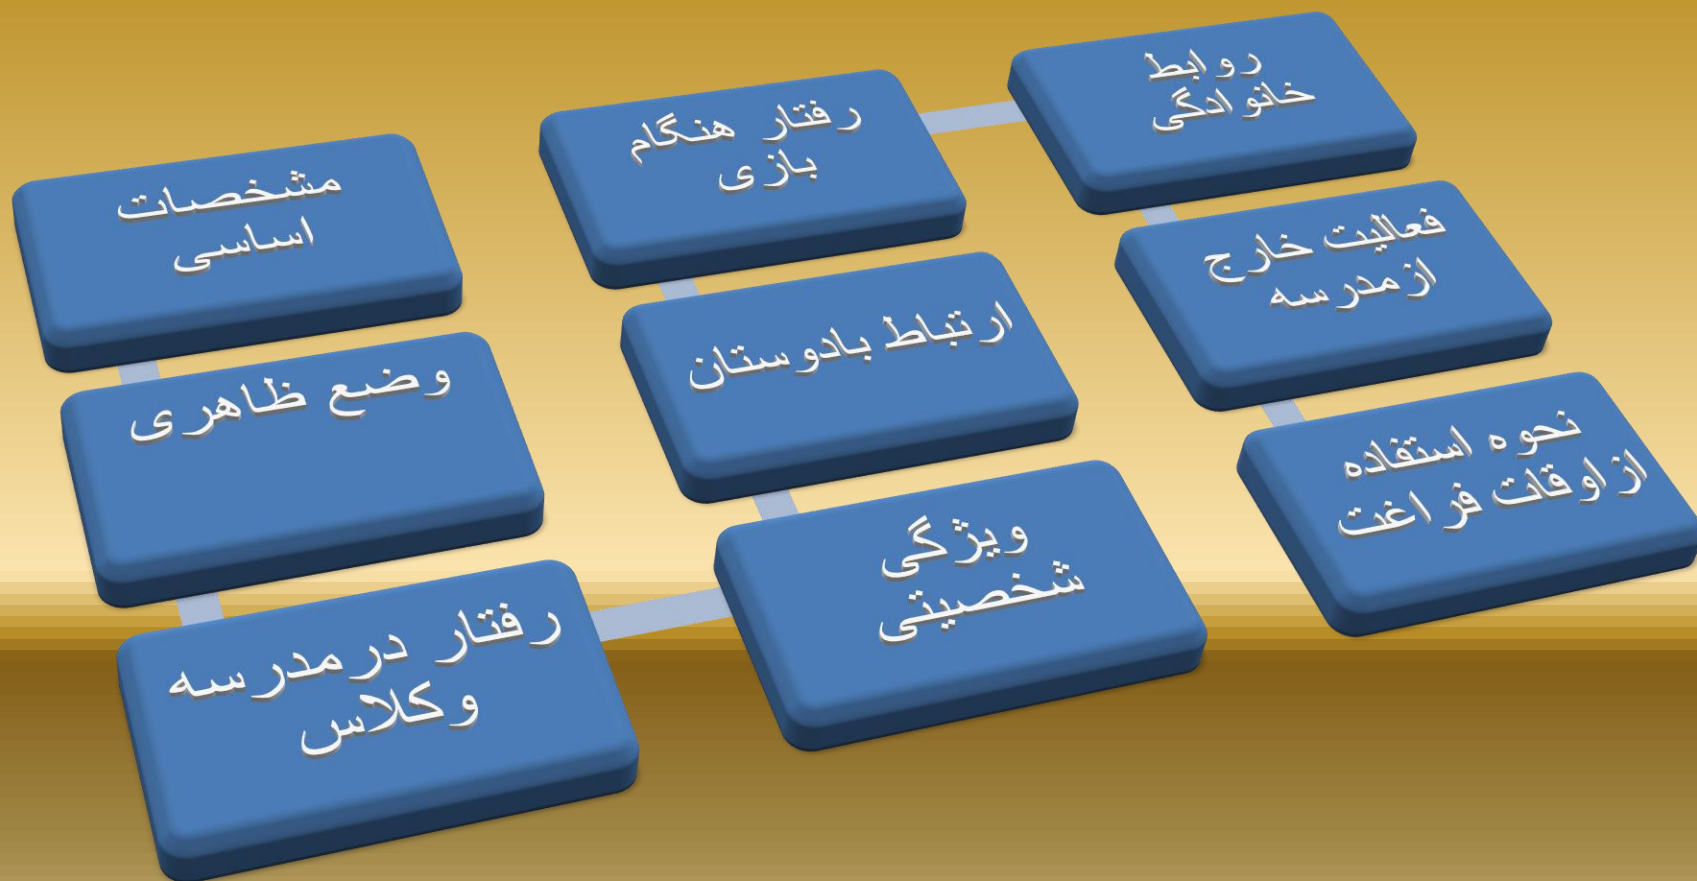 مشخصات
اساسی
وضع ظاهری
رفتار درمدرسه
وکلاس
ویژگی
شخصیتی
ارتباط بادوستان
رفتار هنگام
بازی
روابط
خانوادگی
فعالیت خارج
ازمدرسه
نحوه استفاده
ازاوقات فراغت